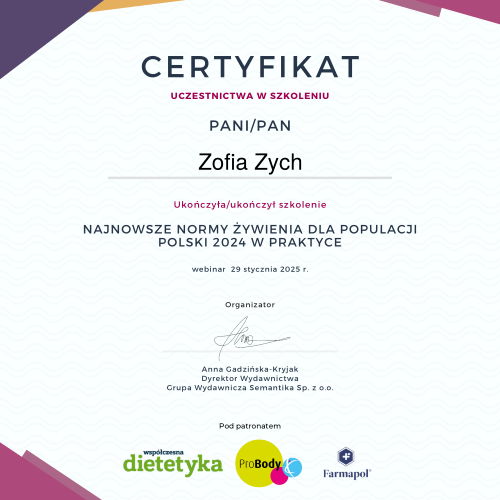 CERTYFIKAT
UCZESTNICTWA W SZKOLENIU
PANI/PAN
Zofia Zych
Ukończyła/ukończył szkolenie
NAJNOWSZE NORMY ŻYWIENIA DLA POPULACJI
POLSKI 2024 W PRAKTYCE
webinar 29 stycznia 2025 r.
Organizator
Anna Gadzińska-Kryjak
Dyrektor Wydawnictwa
Grupa Wydawnicza Semantika Sp. z o.o.
Pod patronatem
współczesna
dietetyka
ProBody
Farmapol®